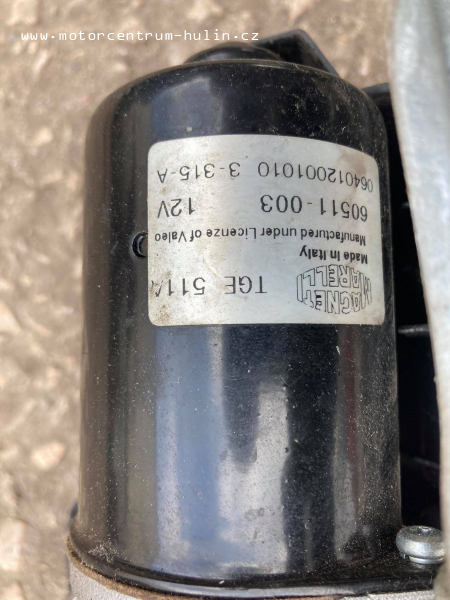 www.motorcentrum-hulin.cz
MAGNETI
MARELLI
TGE 511
Made in Italy
Manufactured under Licenze of Valeo
60511-003 12V
064012001010 3-315-A